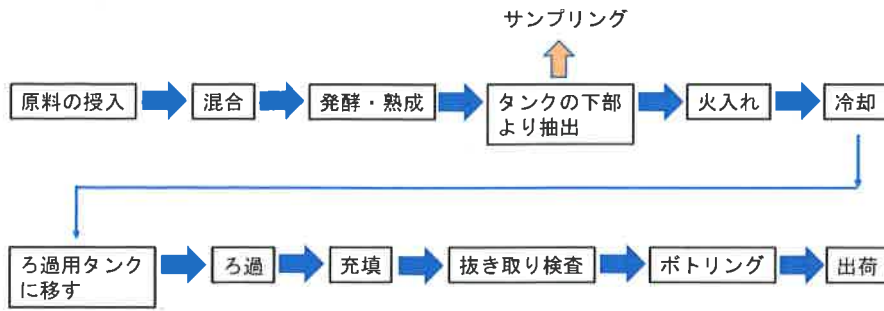 サンプリング
原料の授入
混合
発酵・熟成
タンクの下部
より抽出
火入れ
冷却
ろ過用タンク
に移す
ろ過
充填
抜き取り検査
ボトリング
出荷